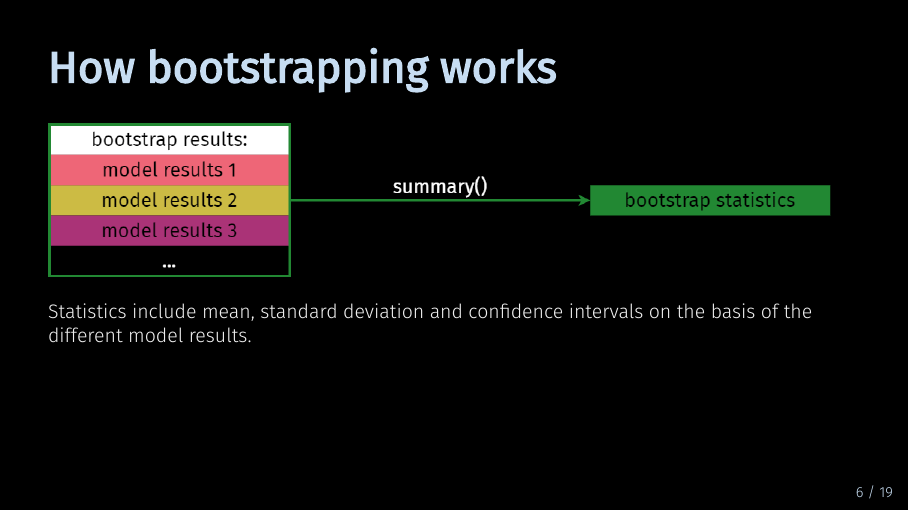 How bootstrapping works
bootstrap results:
model results 1
model results 2
model results 3
...
summary()
bootstrap statistics
Statistics include mean, standard deviation and confidence intervals on the basis of the
different model results.
6 / 19